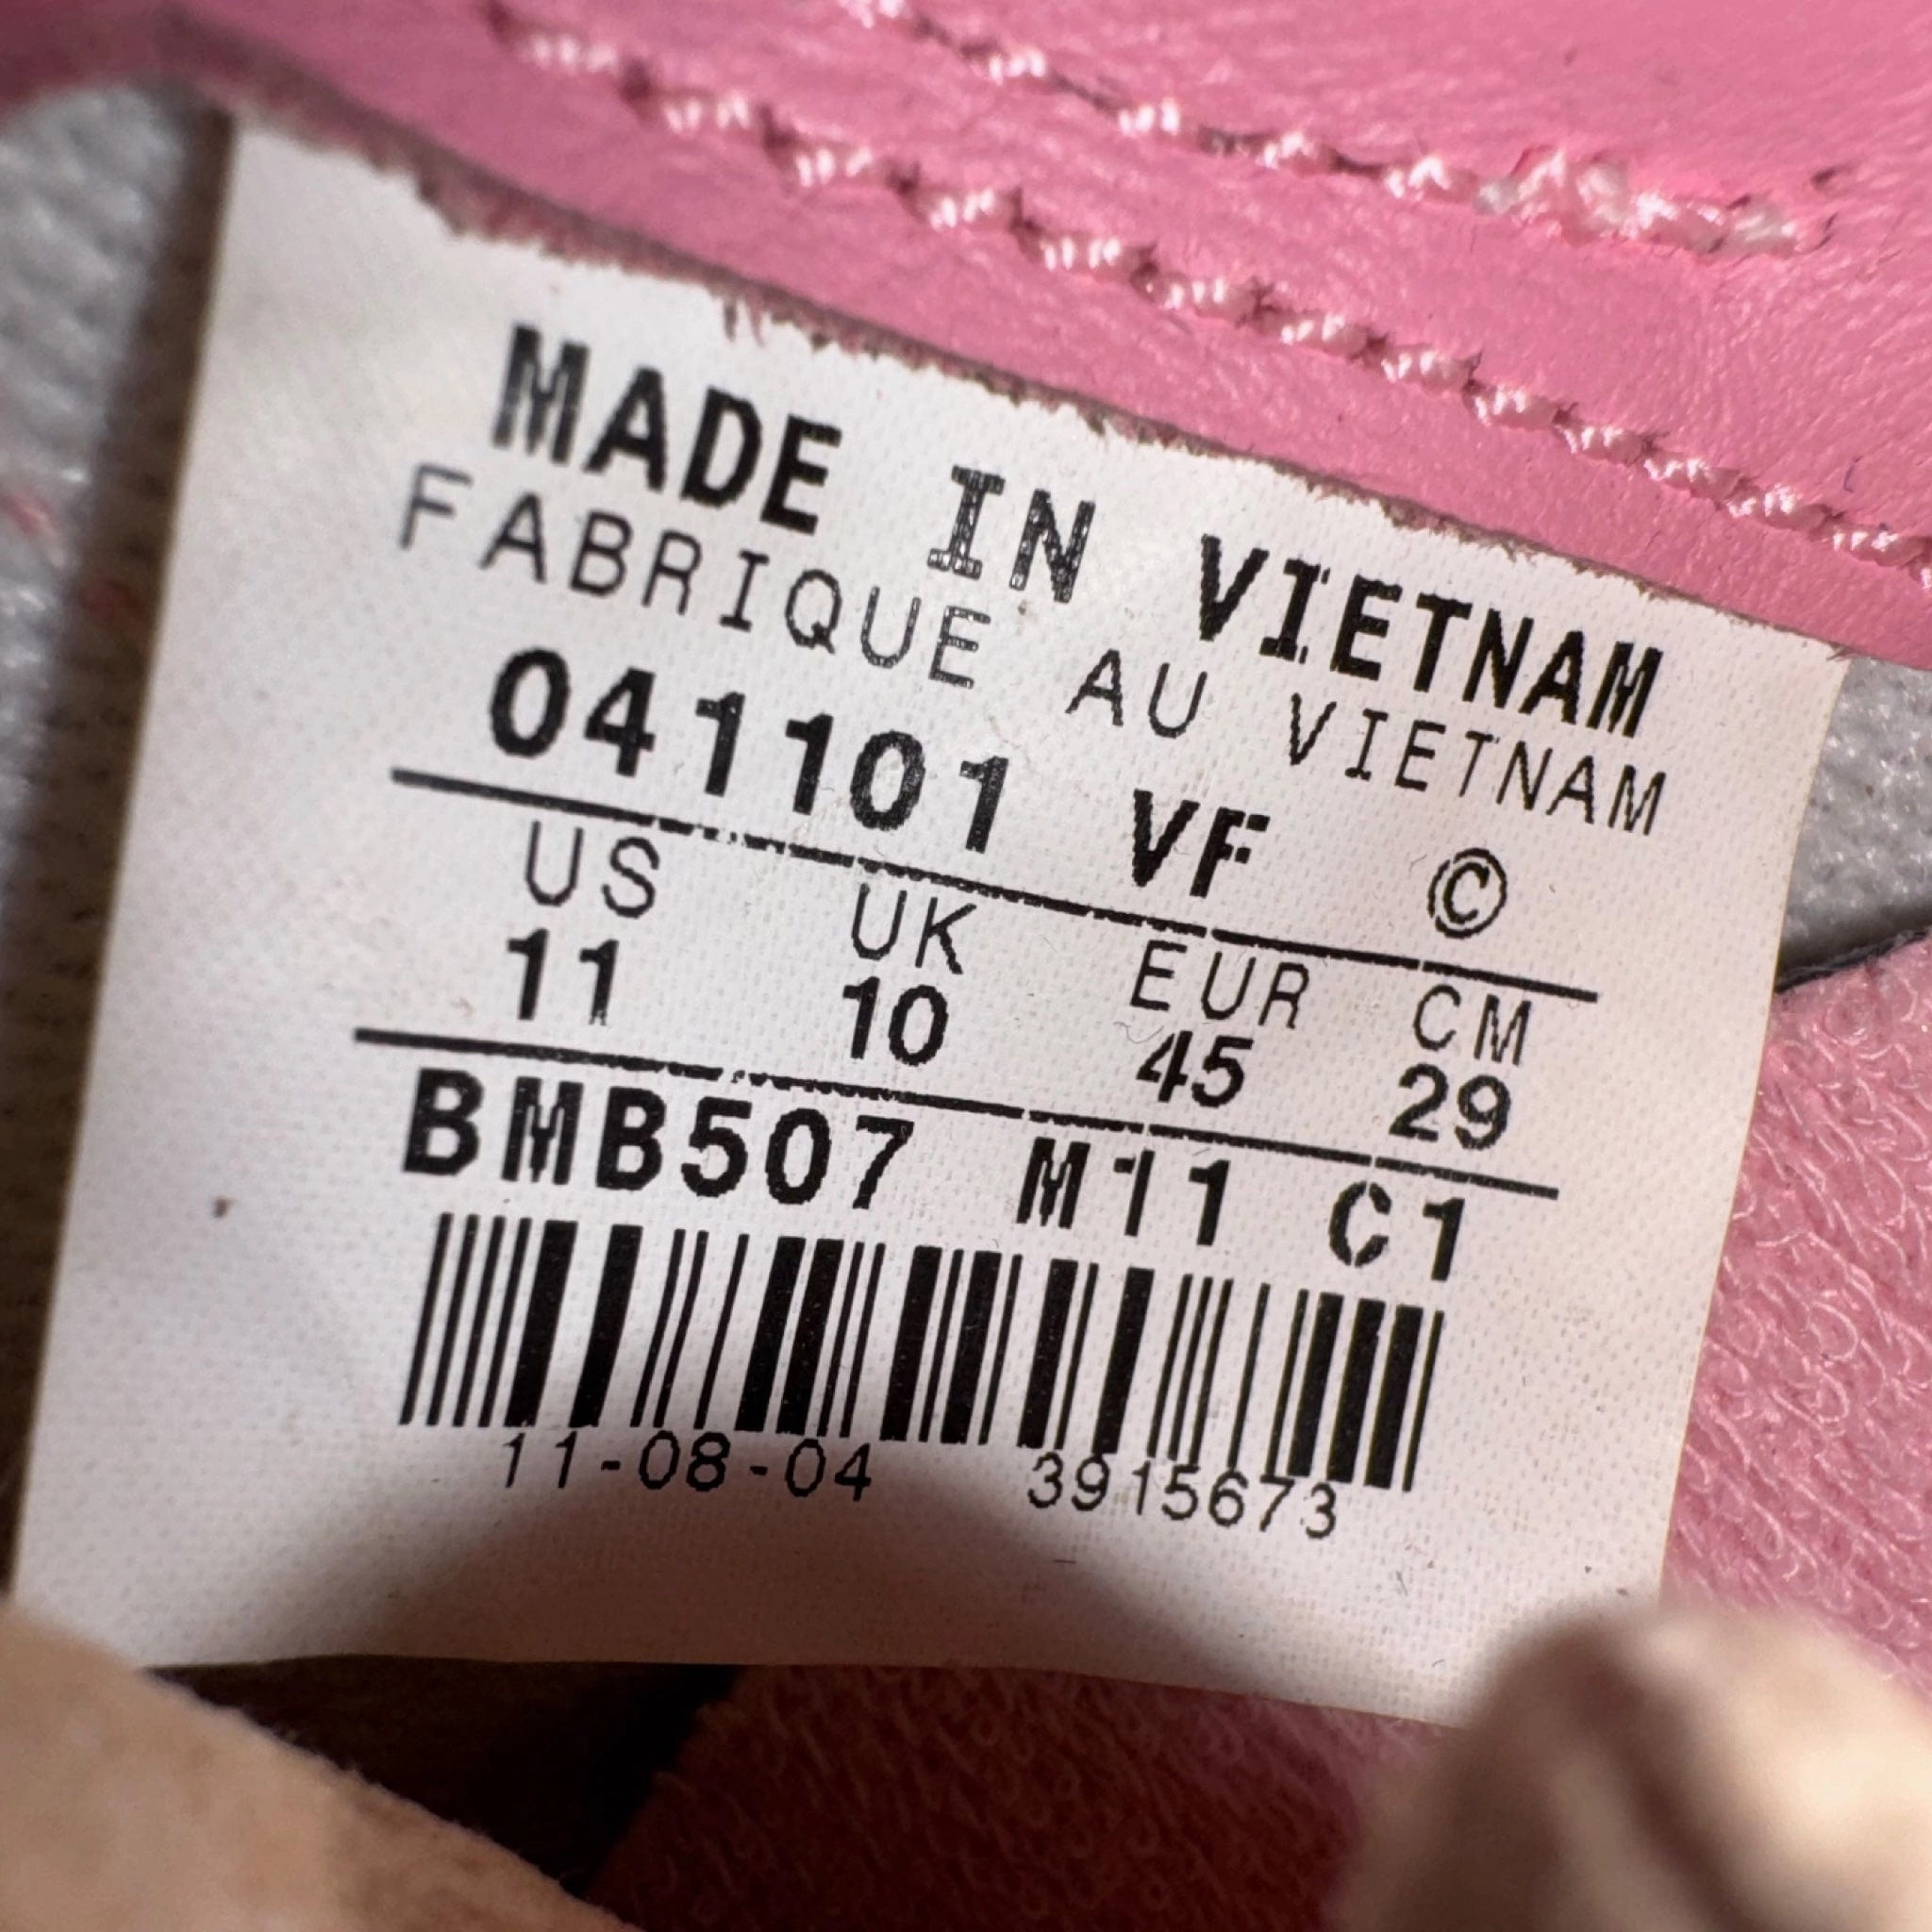 MADE IN VIETNAM
FABRIQUE AU VIETNAM
041101 VF ©
US UK EUR CM
11 10 45 29
BMB507 M11 C1
11-08-04 3915673